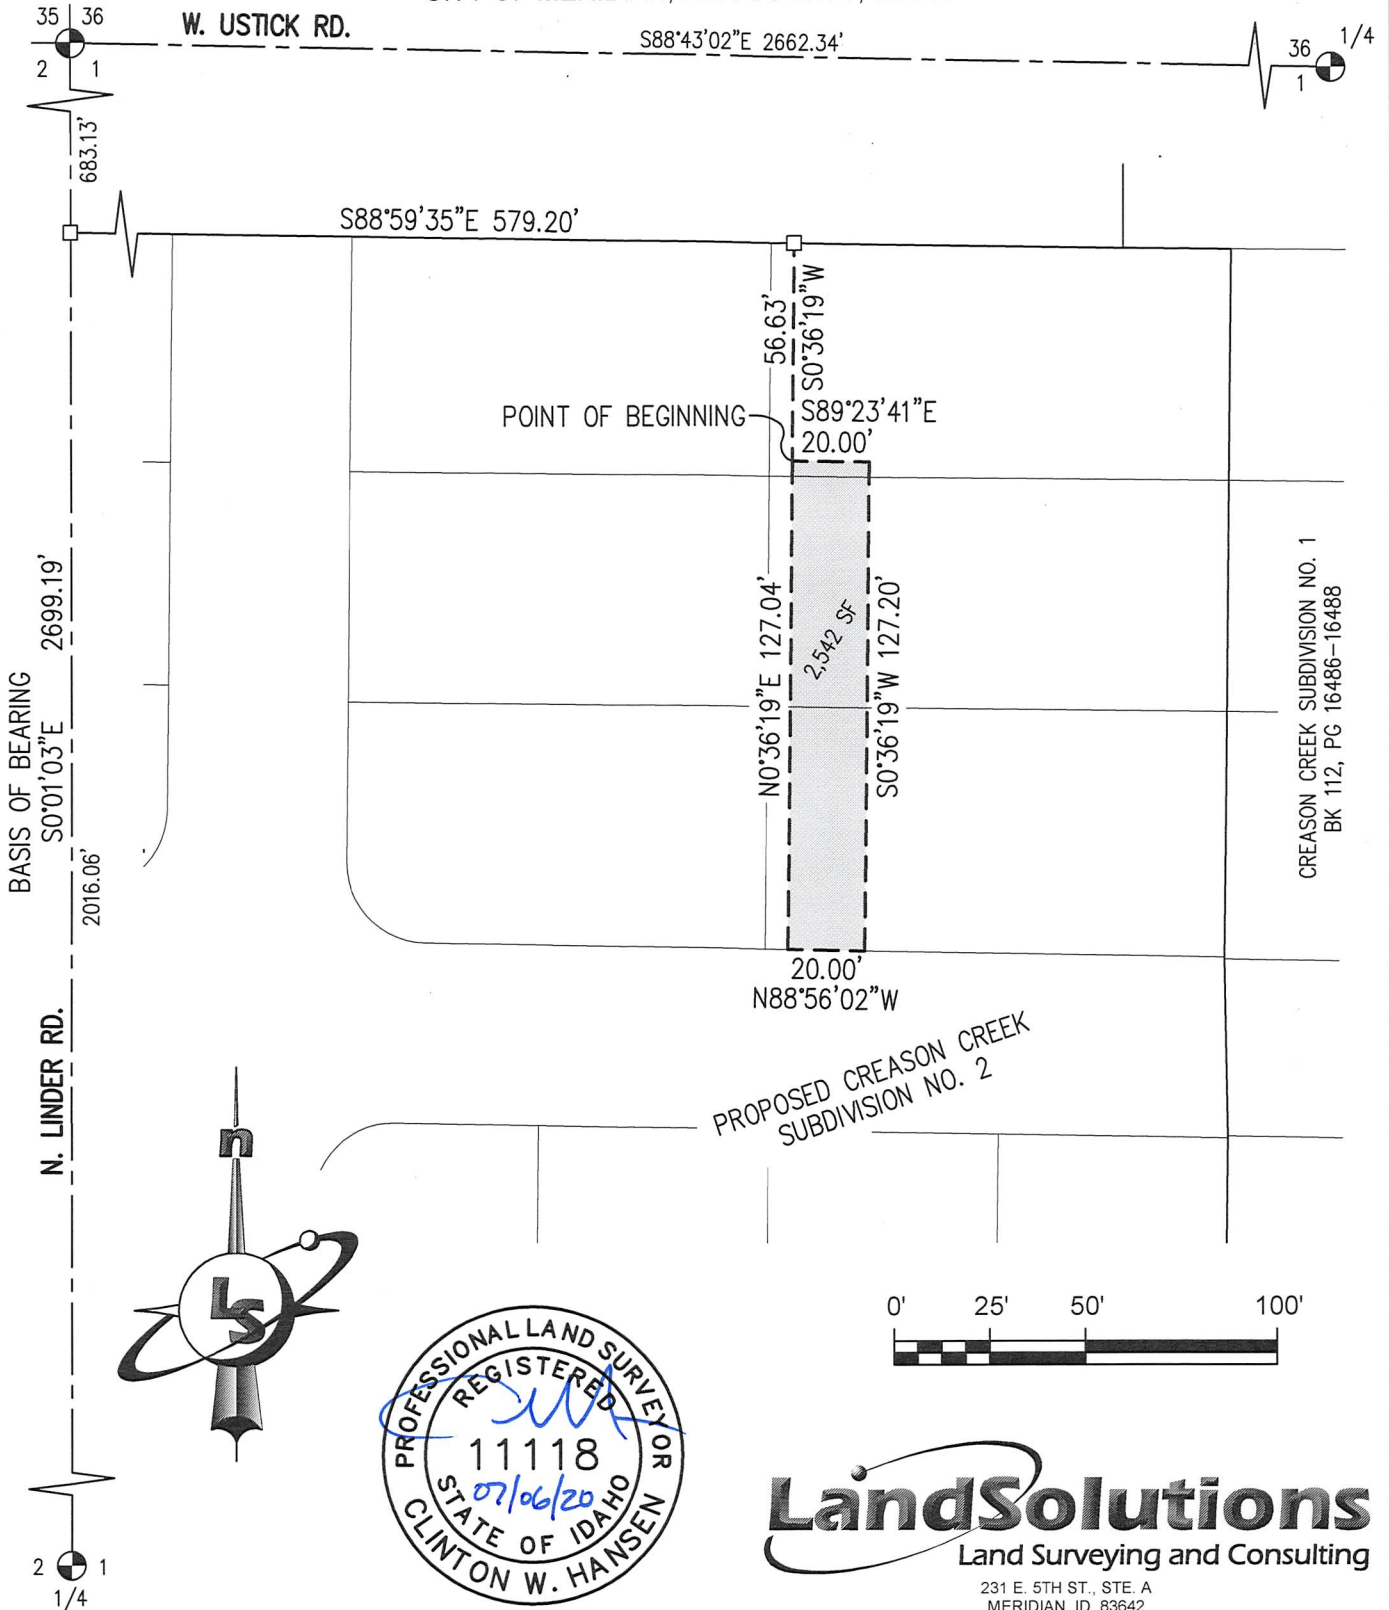 35 36
2 1
W. USTICK RD.
S88°43'02"E 2662.34'
36 1/4
1
683.13'
S88°59'35"E 579.20'
56.63'
S0°36'19"W
POINT OF BEGINNING
S89°23'41"E
20.00'
BASIS OF BEARING
S0°01'03"E 2699.19'
2016.06'
N0°36'19"E 127.04'
2,542 SF
S0°36'19"W 127.20'
CREASON CREEK SUBDIVISION NO. 1
BK 112, PG 16486-16488
20.00'
N88°56'02"W
N. LINDER RD.
PROPOSED CREASON CREEK
SUBDIVISION NO. 2
n
LS
0' 25' 50' 100'
PROFESSIONAL LAND SURVEYOR
REGISTERED
11118
07/06/20
STATE OF IDAHO
CLINTON W. HANSEN
LandSolutions
Land Surveying and Consulting
231 E. 5TH ST., STE. A
MERIDIAN, ID 83642
2 1
1/4